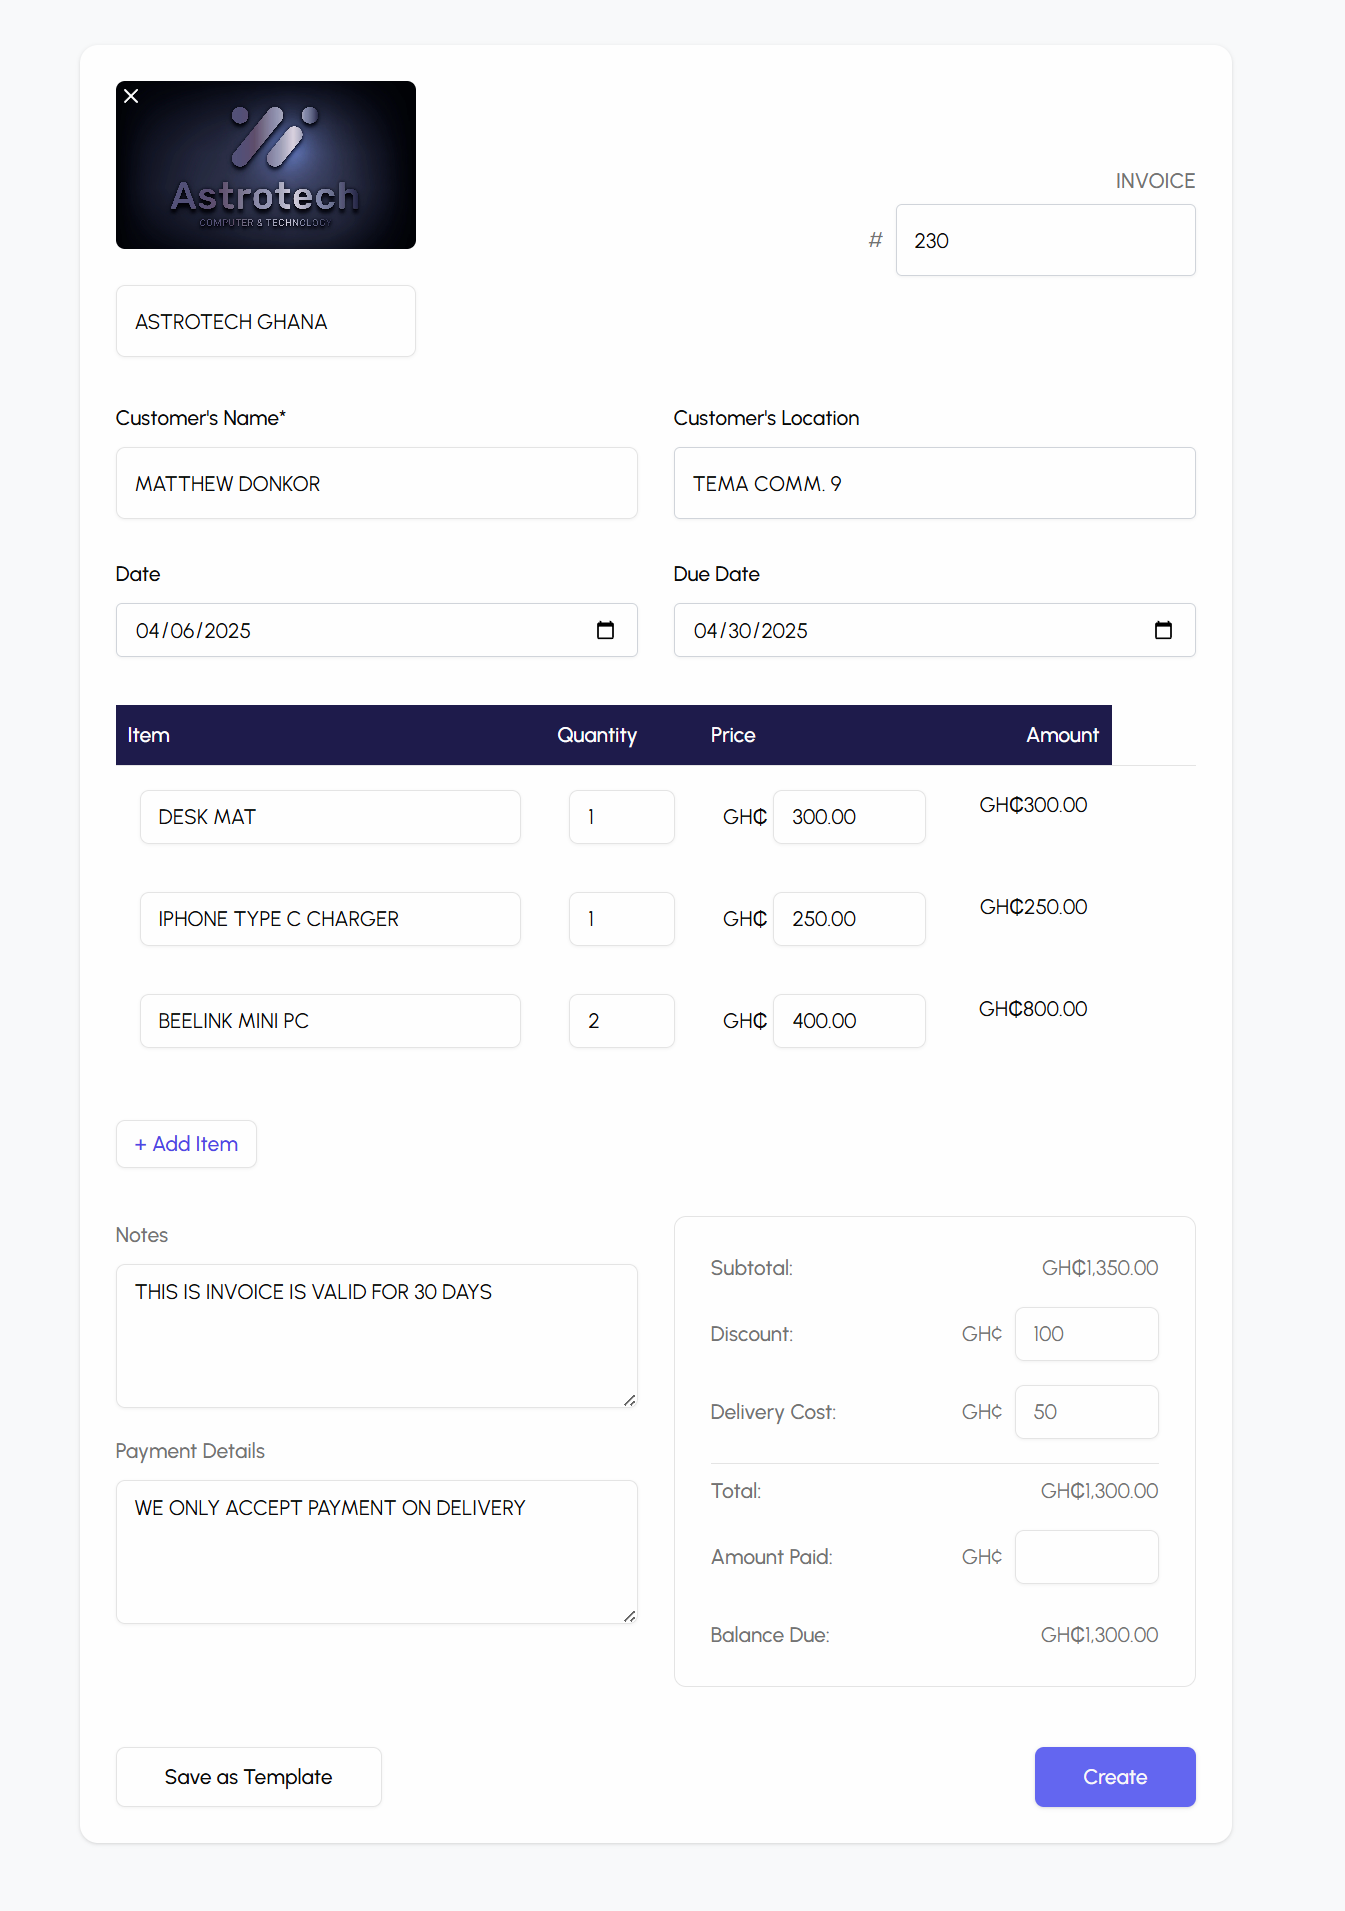 Astrotech
COMPUTER & TECHNOLOGY
INVOICE
# 230
ASTROTECH GHANA
Customer's Name*
Customer's Location
MATTHEW DONKOR
TEMA COMM. 9
Date
Due Date
04/06/2025
04/30/2025
Item Quantity Price Amount
DESK MAT 1 GH₵ 300.00 GH₵300.00
IPHONE TYPE C CHARGER 1 GH₵ 250.00 GH₵250.00
BEELINK MINI PC 2 GH₵ 400.00 GH₵800.00
+ Add Item
Notes
THIS IS INVOICE IS VALID FOR 30 DAYS
Payment Details
WE ONLY ACCEPT PAYMENT ON DELIVERY
Subtotal: GH₵1,350.00
Discount: GH¢ 100
Delivery Cost: GH¢ 50
Total: GH₵1,300.00
Amount Paid: GH¢
Balance Due: GH₵1,300.00
Save as Template
Create